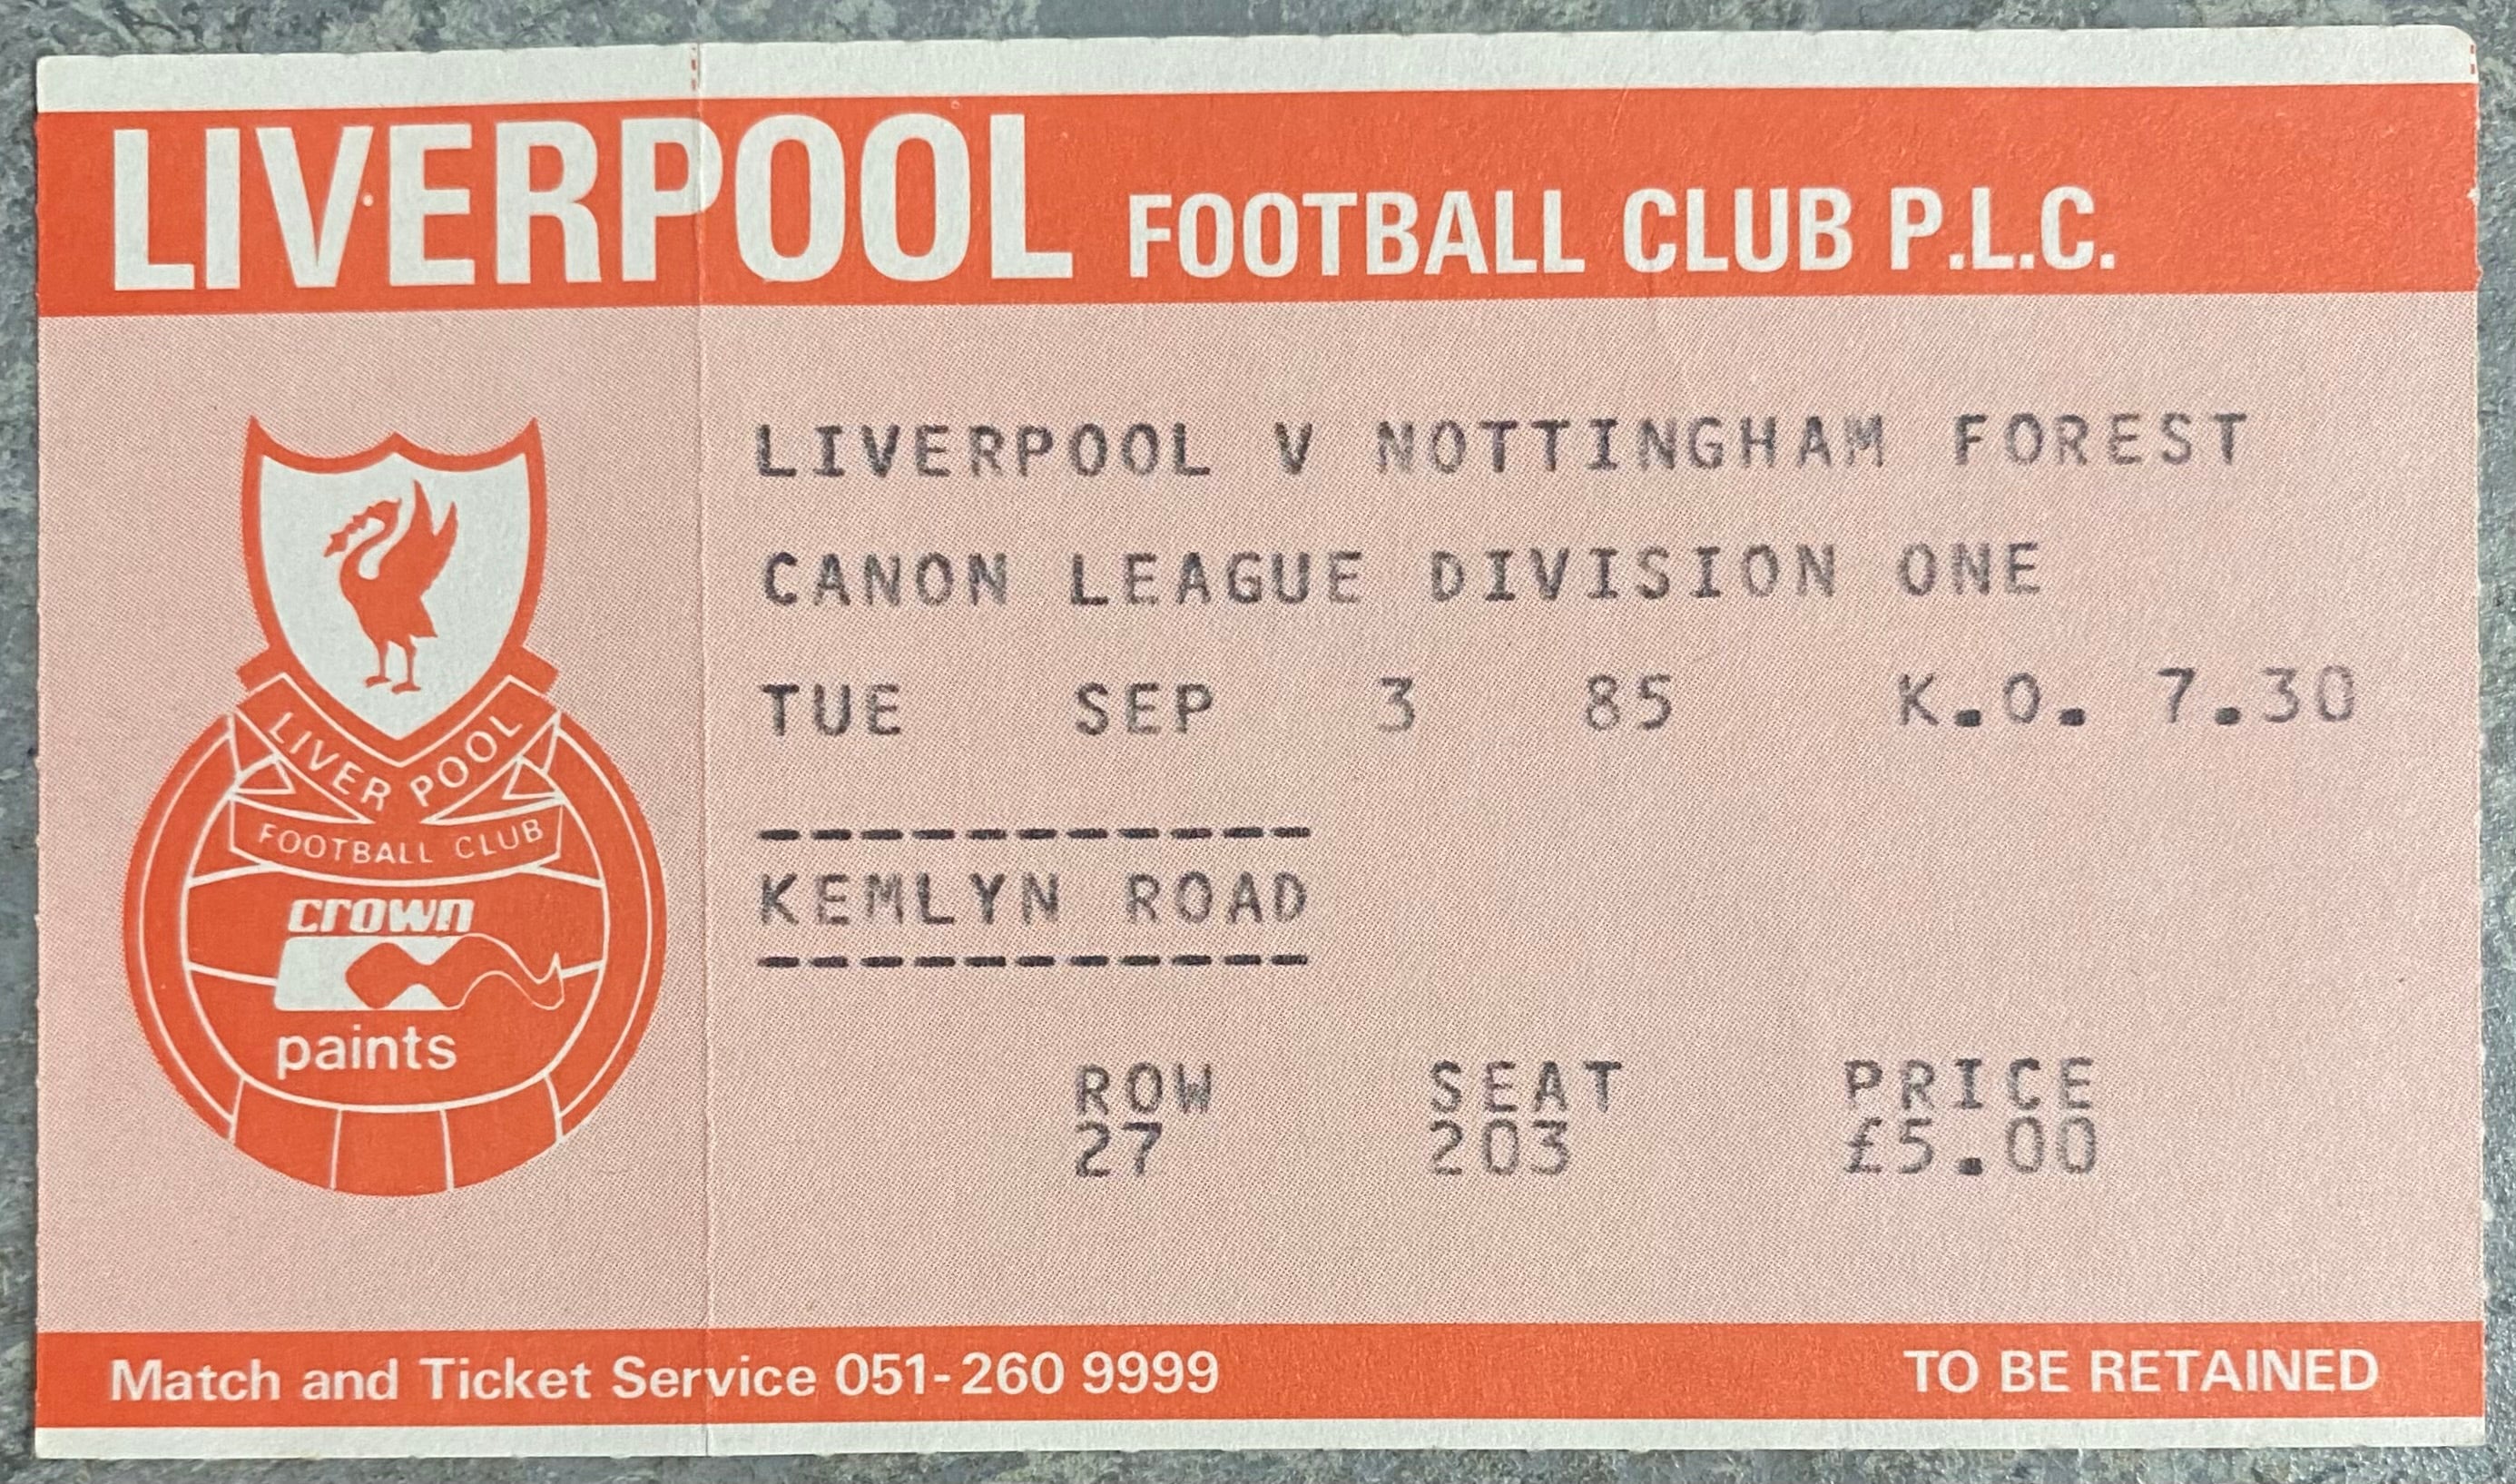 LIVERPOOL FOOTBALL CLUB P.L.C.
LIVERPOOL
FOOTBALL CLUB
crown
paints
LIVERPOOL V NOTTINGHAM FOREST
CANON LEAGUE DIVISION ONE
TUE SEP 3 85 K.O. 7.30
-----------
KEMLYN ROAD
-----------
ROW SEAT PRICE
27 203 £5.00
Match and Ticket Service 051-260 9999 TO BE RETAINED